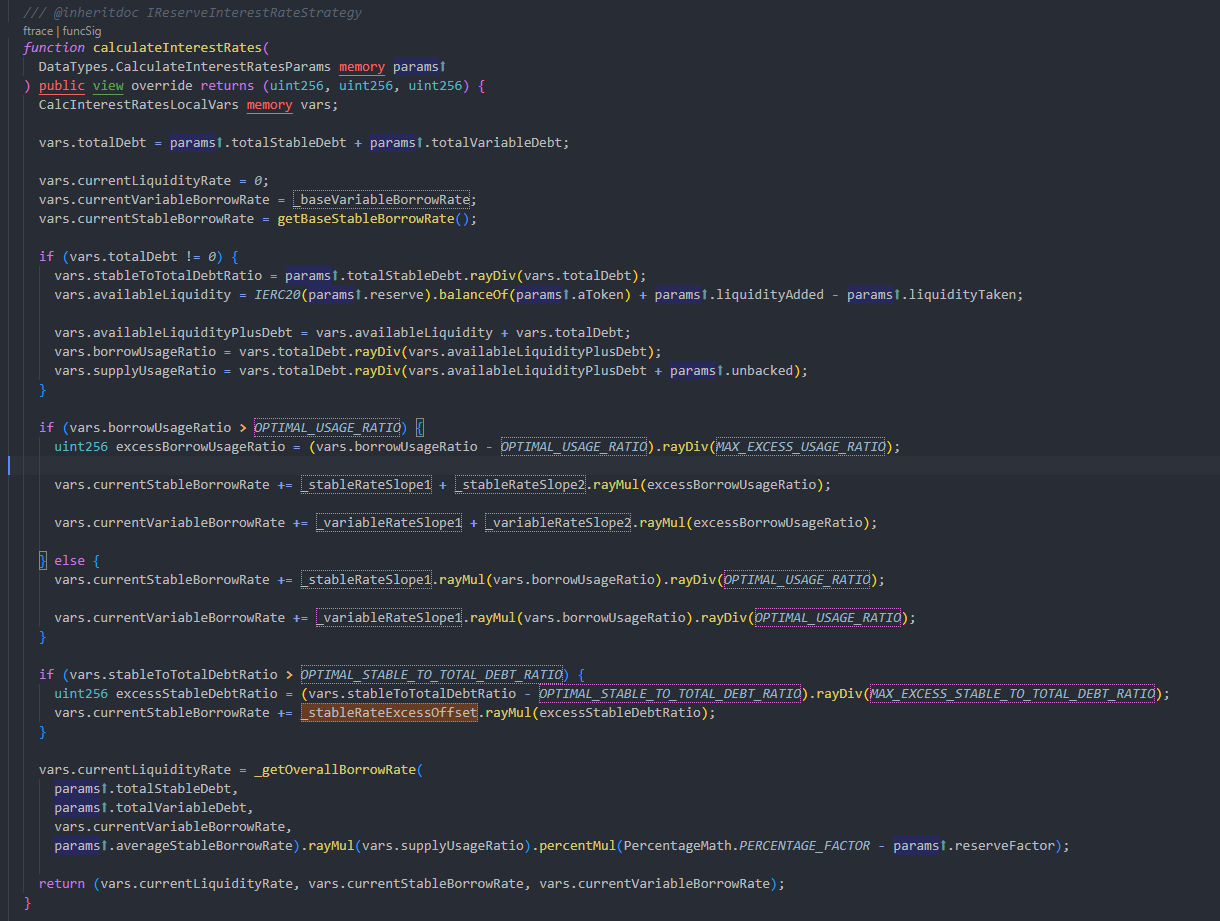 /// @inheritdoc IReserveInterestRateStrategy
ftrace | funcSig
function calculateInterestRates(
DataTypes.CalculateInterestRatesParams memory params↑
) public view override returns (uint256, uint256, uint256) {
CalcInterestRatesLocalVars memory vars;
vars.totalDebt = params↑.totalStableDebt + params↑.totalVariableDebt;
vars.currentLiquidityRate = 0;
vars.currentVariableBorrowRate = _baseVariableBorrowRate;
vars.currentStableBorrowRate = getBaseStableBorrowRate();
if (vars.totalDebt != 0) {
vars.stableToTotalDebtRatio = params↑.totalStableDebt.rayDiv(vars.totalDebt);
vars.availableLiquidity = IERC20(params↑.reserve).balanceOf(params↑.aToken) + params↑.liquidityAdded - params↑.liquidityTaken;
vars.availableLiquidityPlusDebt = vars.availableLiquidity + vars.totalDebt;
vars.borrowUsageRatio = vars.totalDebt.rayDiv(vars.availableLiquidityPlusDebt);
vars.supplyUsageRatio = vars.totalDebt.rayDiv(vars.availableLiquidityPlusDebt + params↑.unbacked);
}
if (vars.borrowUsageRatio > OPTIMAL_USAGE_RATIO) {
uint256 excessBorrowUsageRatio = (vars.borrowUsageRatio - OPTIMAL_USAGE_RATIO).rayDiv(MAX_EXCESS_USAGE_RATIO);
vars.currentStableBorrowRate += _stableRateSlope1 + _stableRateSlope2.rayMul(excessBorrowUsageRatio);
vars.currentVariableBorrowRate += _variableRateSlope1 + _variableRateSlope2.rayMul(excessBorrowUsageRatio);
} else {
vars.currentStableBorrowRate += _stableRateSlope1.rayMul(vars.borrowUsageRatio).rayDiv(OPTIMAL_USAGE_RATIO);
vars.currentVariableBorrowRate += _variableRateSlope1.rayMul(vars.borrowUsageRatio).rayDiv(OPTIMAL_USAGE_RATIO);
}
if (vars.stableToTotalDebtRatio > OPTIMAL_STABLE_TO_TOTAL_DEBT_RATIO) {
uint256 excessStableDebtRatio = (vars.stableToTotalDebtRatio - OPTIMAL_STABLE_TO_TOTAL_DEBT_RATIO).rayDiv(MAX_EXCESS_STABLE_TO_TOTAL_DEBT_RATIO);
vars.currentStableBorrowRate += _stableRateExcessOffset.rayMul(excessStableDebtRatio);
}
vars.currentLiquidityRate = _getOverallBorrowRate(
params↑.totalStableDebt,
params↑.totalVariableDebt,
vars.currentVariableBorrowRate,
params↑.averageStableBorrowRate).rayMul(vars.supplyUsageRatio).percentMul(PercentageMath.PERCENTAGE_FACTOR - params↑.reserveFactor);
return (vars.currentLiquidityRate, vars.currentStableBorrowRate, vars.currentVariableBorrowRate);
}